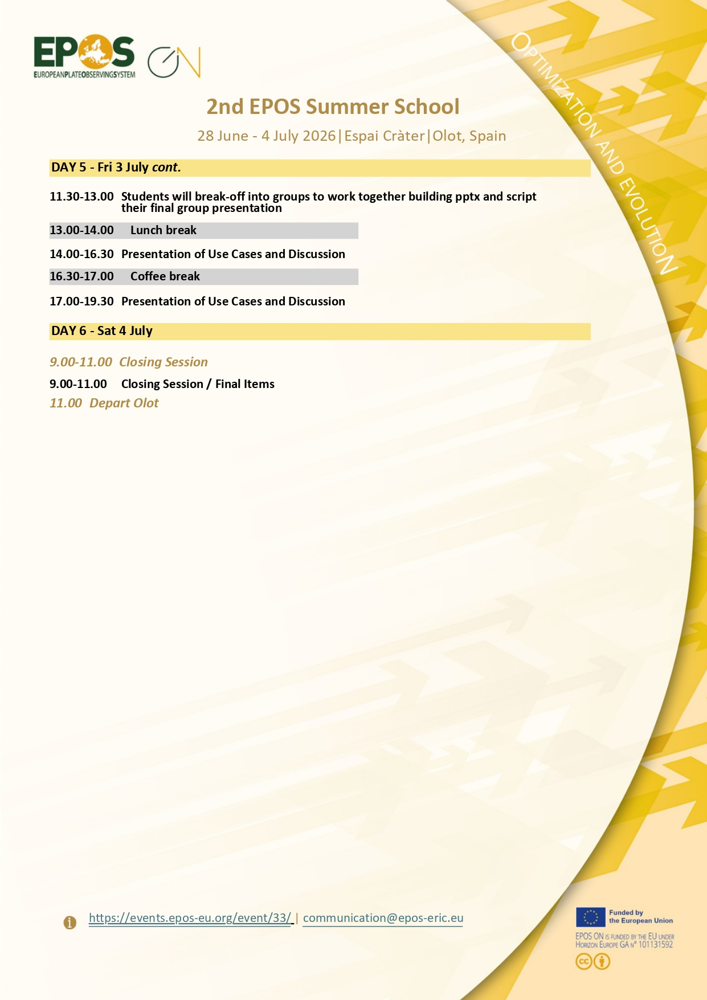 EPOS ON
EUROPEANPLATEOBSERVINGSYSTEM
OPTIMIZATION AND EVOLUTION
2nd EPOS Summer School
28 June - 4 July 2026|Espai Cràter|Olot, Spain
DAY 5 - Fri 3 July cont.
11.30-13.00 Students will break-off into groups to work together building pptx and script
their final group presentation
13.00-14.00 Lunch break
14.00-16.30 Presentation of Use Cases and Discussion
16.30-17.00 Coffee break
17.00-19.30 Presentation of Use Cases and Discussion
DAY 6 - Sat 4 July
9.00-11.00 Closing Session
9.00-11.00 Closing Session / Final Items
11.00 Depart Olot
i https://events.epos-eu.org/event/33/ | communication@epos-eric.eu
Funded by
the European Union
EPOS ON IS FUNDED BY THE EU UNDER
HORIZON EUROPE GA N° 101131592
cc